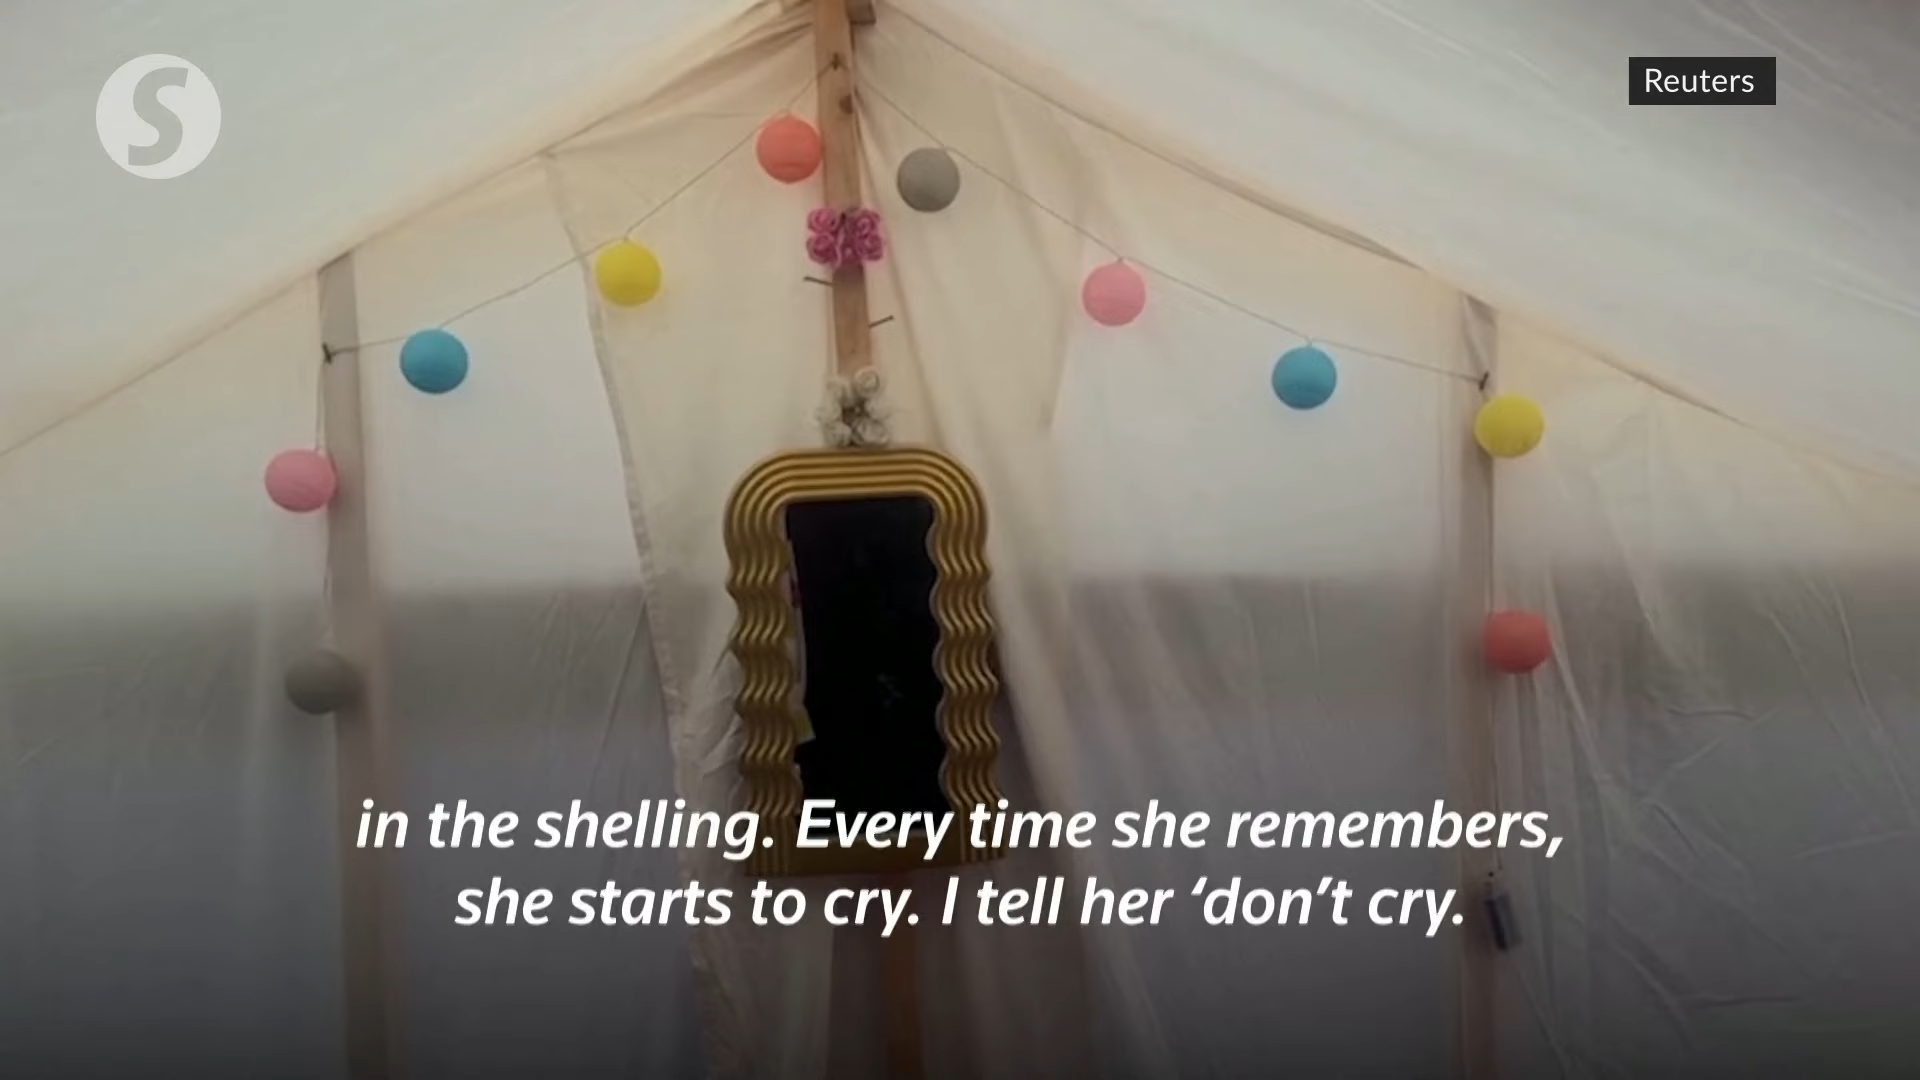 S
Reuters
in the shelling. Every time she remembers,
she starts to cry. I tell her ‘don’t cry.